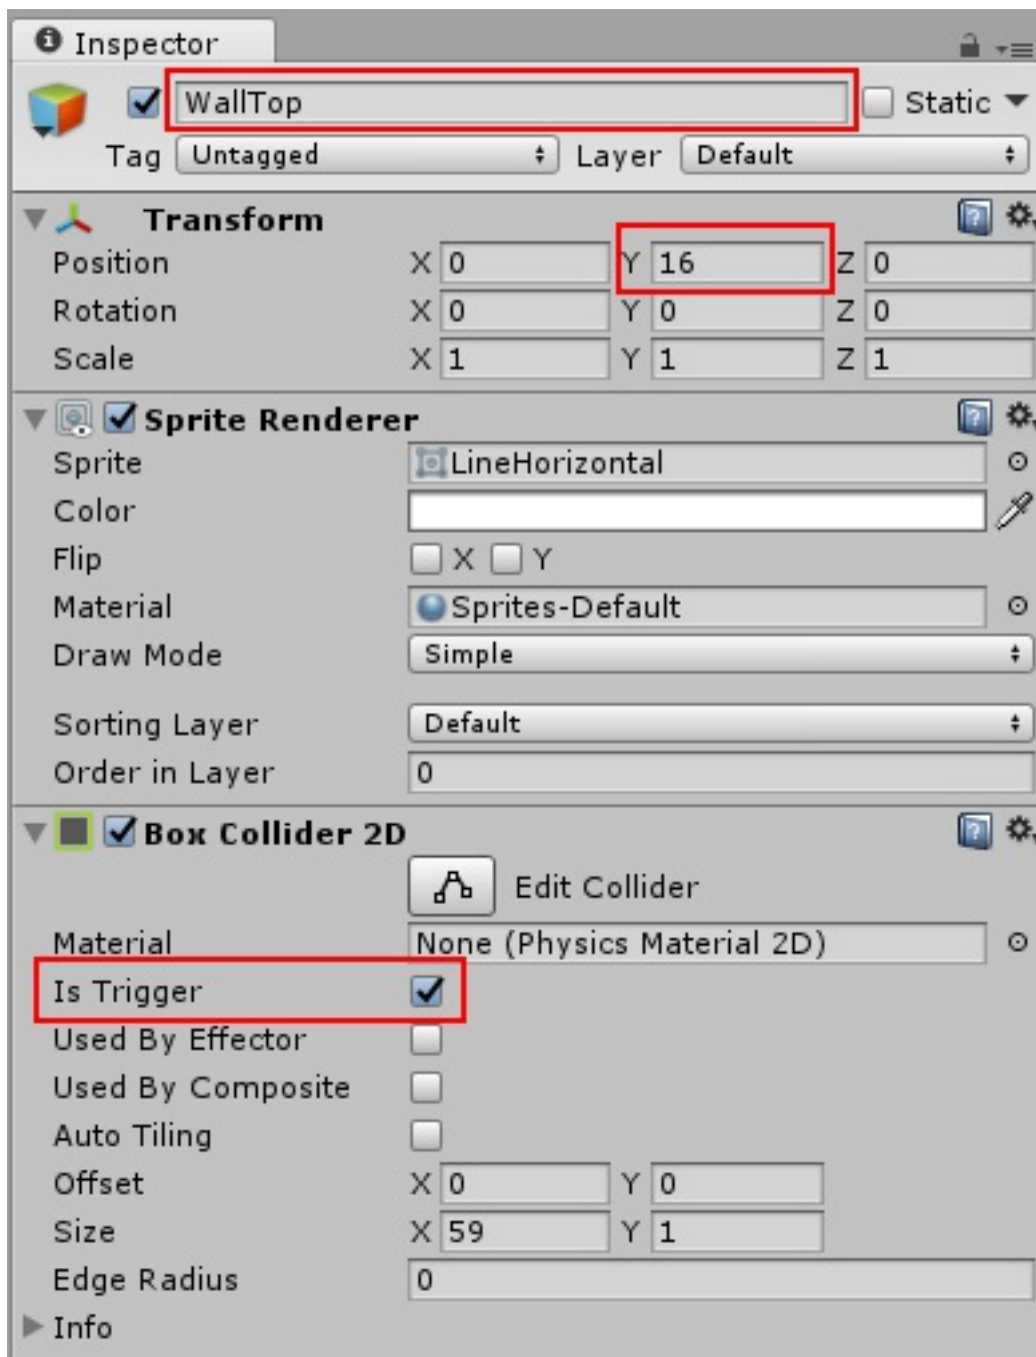 Inspector
WallTop Static
Tag Untagged Layer Default
Transform
Position X 0 Y 16 Z 0
Rotation X 0 Y 0 Z 0
Scale X 1 Y 1 Z 1
Sprite Renderer
Sprite LineHorizontal
Color
Flip X Y
Material Sprites-Default
Draw Mode Simple
Sorting Layer Default
Order in Layer 0
Box Collider 2D
Edit Collider
Material None (Physics Material 2D)
Is Trigger
Used By Effector
Used By Composite
Auto Tiling
Offset X 0 Y 0
Size X 59 Y 1
Edge Radius 0
Info